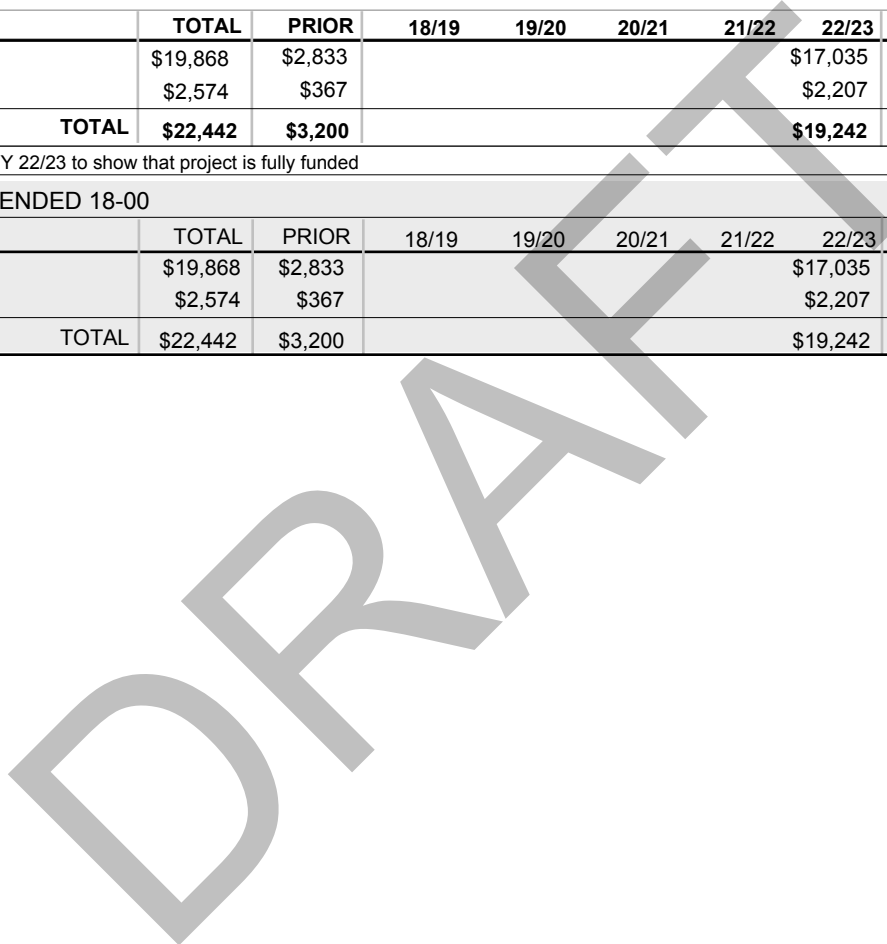 TOTAL PRIOR 18/19 19/20 20/21 21/22 22/23
$19,868 $2,833 $17,035
$2,574 $367 $2,207
TOTAL $22,442 $3,200 $19,242
Y 22/23 to show that project is fully funded
ENDED 18-00
TOTAL PRIOR 18/19 19/20 20/21 21/22 22/23
$19,868 $2,833 $17,035
$2,574 $367 $2,207
TOTAL $22,442 $3,200 $19,242
DRAFT